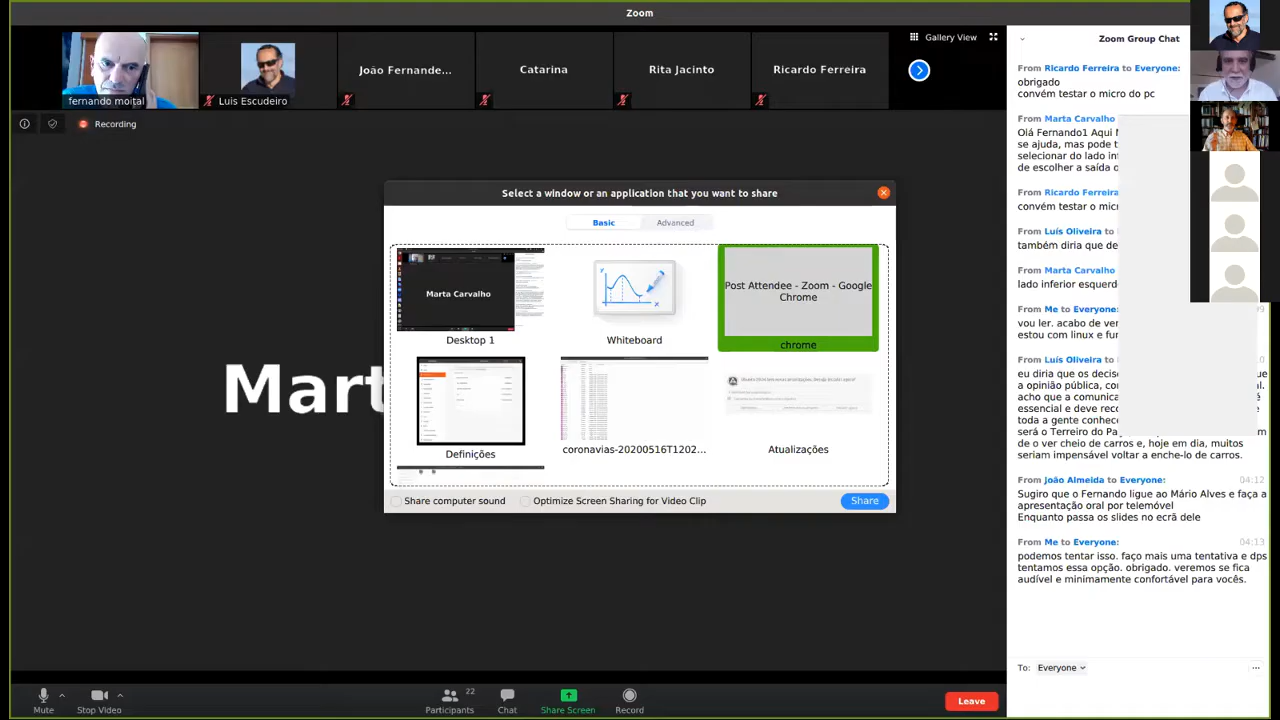 Zoom
fernando moital
Luis Escudeiro
João Fernande...
Catarina
Rita Jacinto
Ricardo Ferreira
Gallery View
Recording
Mart
Select a window or an application that you want to share
Basic
Advanced
Marta Carvalho
Desktop 1
Whiteboard
Post Attendee - Zoom - Google
Chrome
chrome
Definições
coronavias-20200516T1202...
Atualizações
Share computer sound
Optimize Screen Sharing for Video Clip
Share
Mute
Stop Video
Participants
22
Chat
Share Screen
Record
Leave
Zoom Group Chat
From Ricardo Ferreira to Everyone:
obrigado
convém testar o micro do pc
From Marta Carvalho
Olá Fernando1 Aqui
se ajuda, mas pode t
selecionar do lado in
de escolher a saída
From Ricardo Ferreira
convém testar o mic
From Luís Oliveira to
também diria que de
From Marta Carvalho
lado inferior esquerd
From Me to Everyone:
vou ler. acabo de ver
estou com linux e fu
From Luís Oliveira to
eu diria que os decis
a opinião pública, co
acho que a comunica
essencial e deve rec
toda a gente conhec
será o Terreiro do Pa
de o ver cheio de carros e, hoje em dia, muitos
seriam impensável voltar a enche-lo de carros.
From João Almeida to Everyone: 04:12
Sugiro que o Fernando ligue ao Mário Alves e faça a
apresentação oral por telemóvel
Enquanto passa os slides no ecrã dele
From Me to Everyone: 04:13
podemos tentar isso. faço mais uma tentativa e dps
tentamos essa opção. obrigado. veremos se fica
audível e minimamente confortável para vocês.
To: Everyone